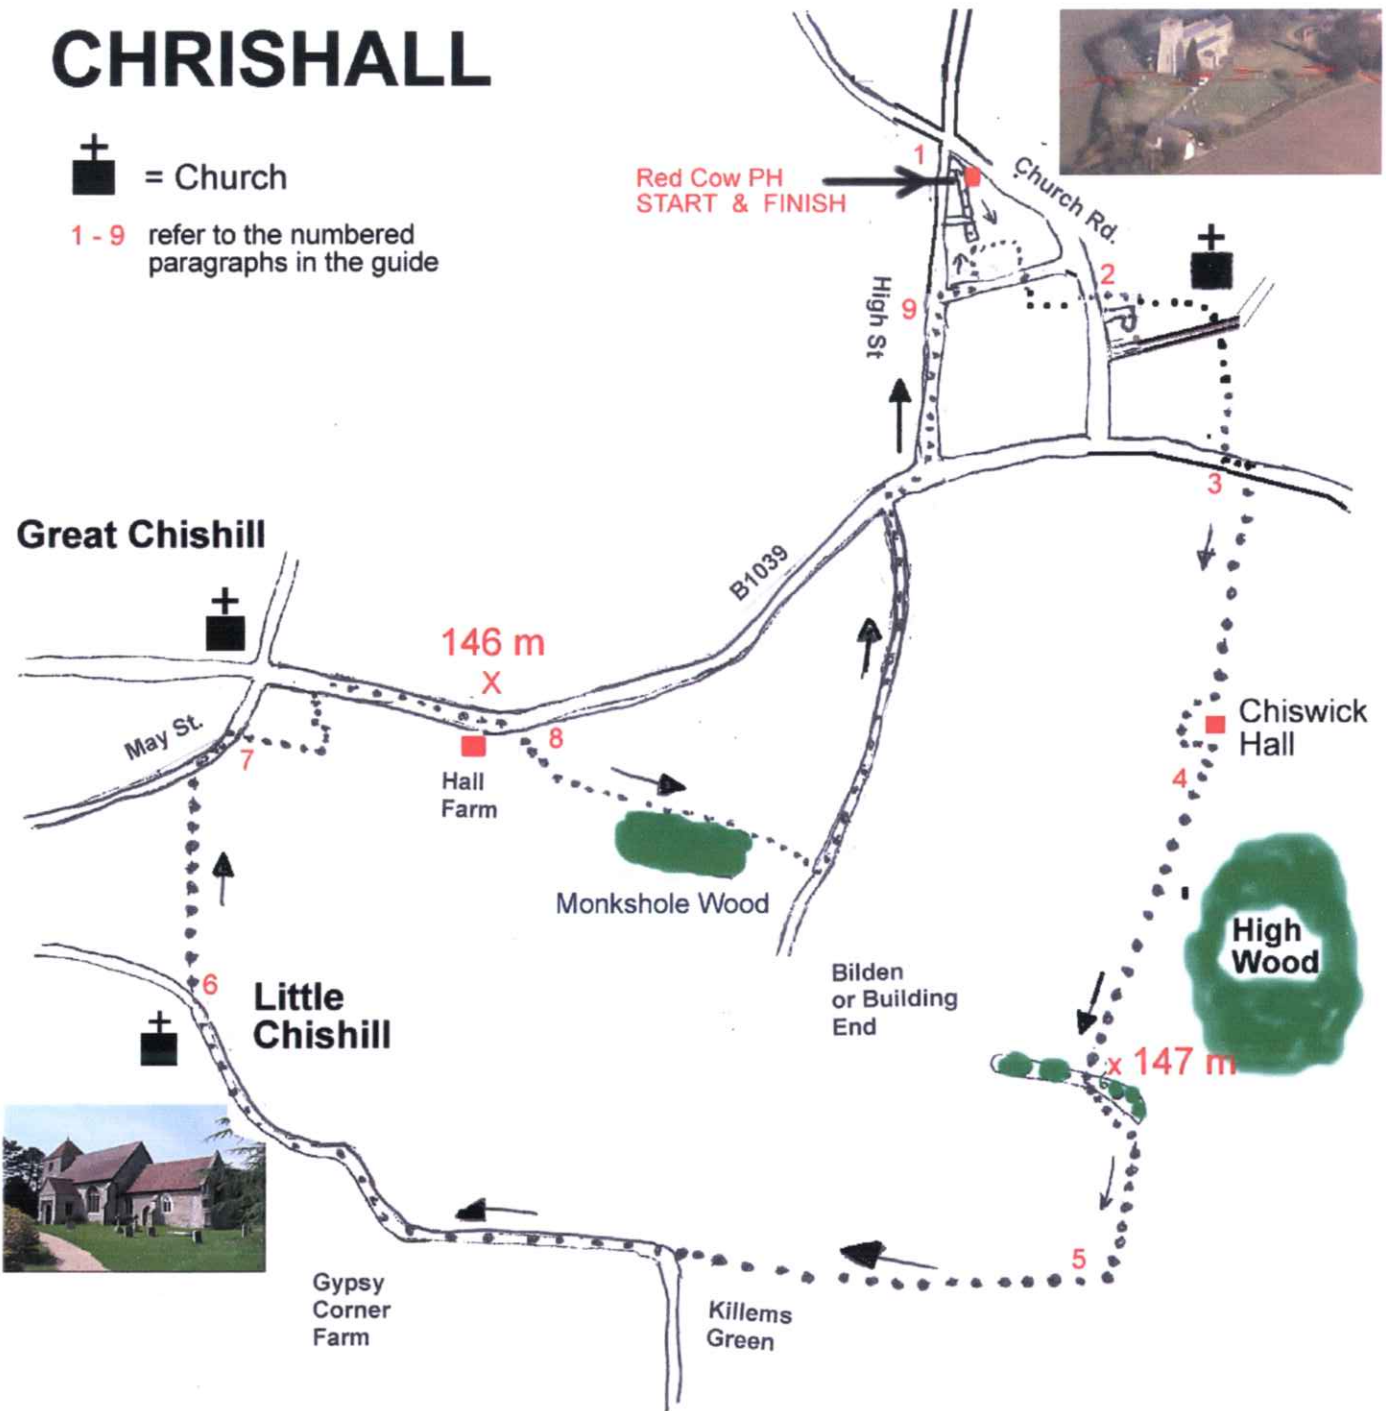 CHRISHALL
= Church
1 - 9 refer to the numbered
paragraphs in the guide
1
Red Cow PH
START & FINISH
Church Rd.
2
High St
9
3
Great Chishill
B1039
146 m
X
Chiswick
Hall
May St.
7
8
4
Hall
Farm
Monkshole Wood
High
Wood
6
Little
Chishill
Bilden
or Building
End
x 147 m
5
Gypsy
Corner
Farm
Killems
Green